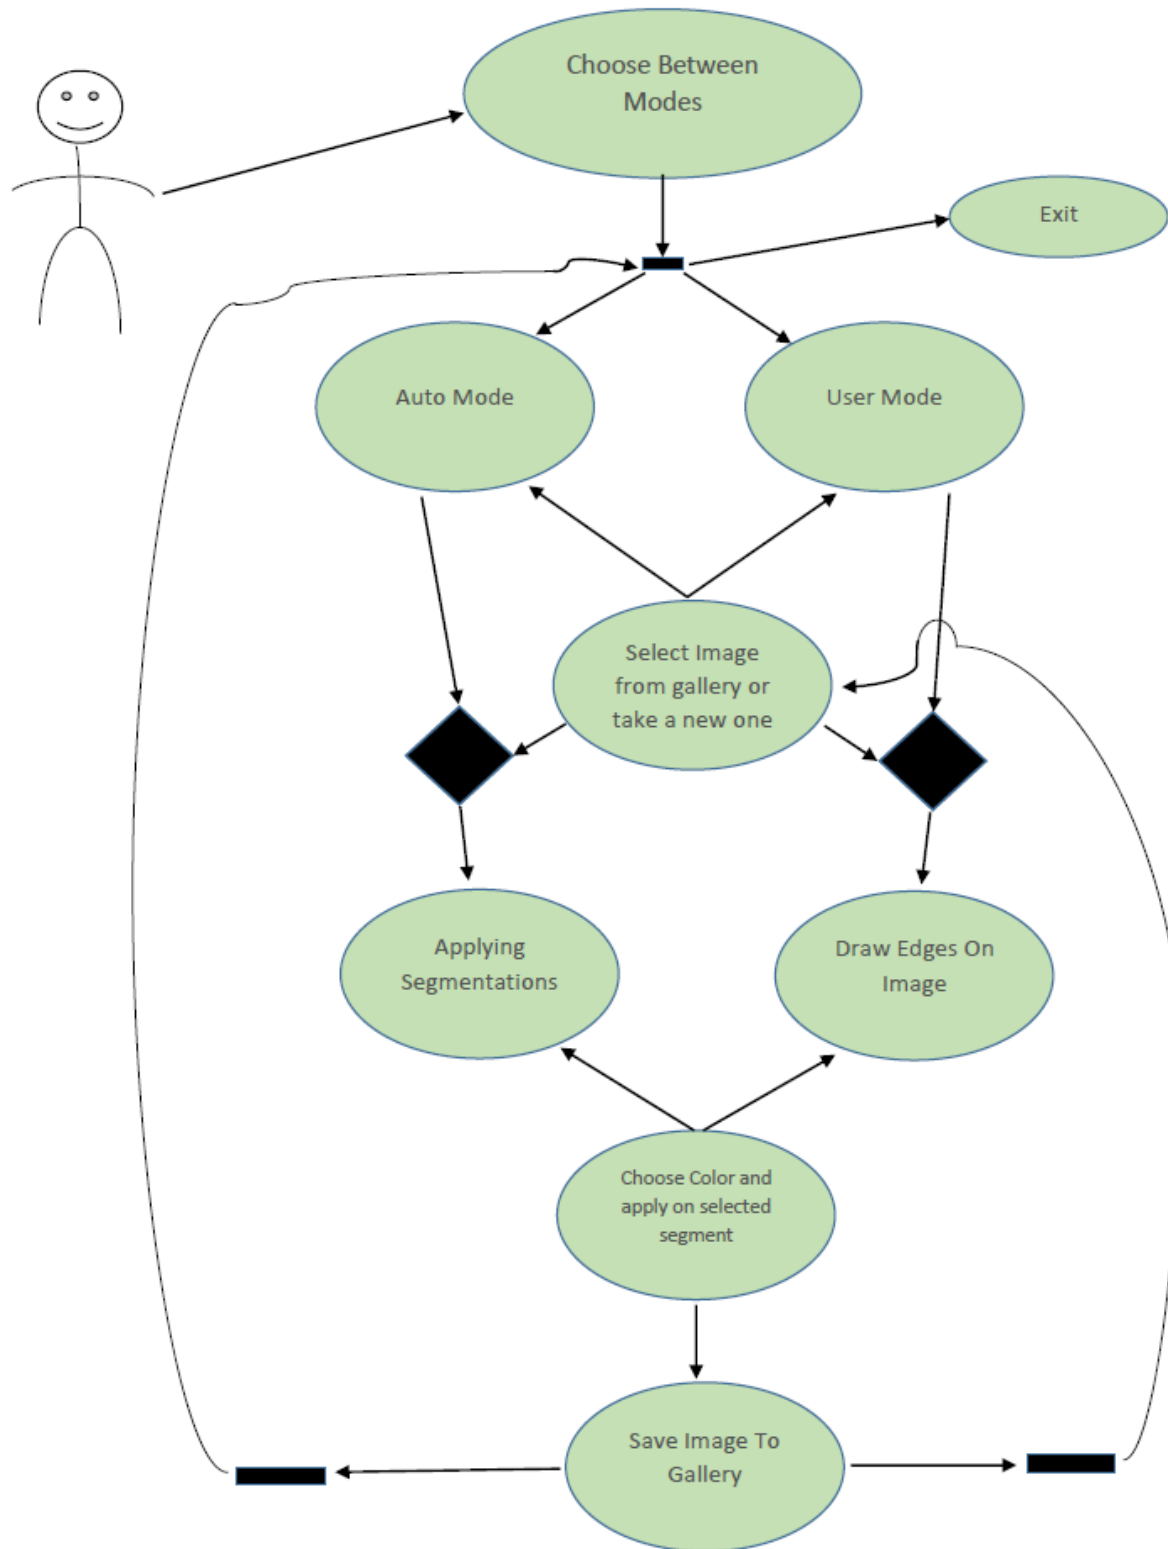 Choose Between
Modes
Exit
Auto Mode
User Mode
Select Image
from gallery or
take a new one
Applying
Segmentations
Draw Edges On
Image
Choose Color and
apply on selected
segment
Save Image To
Gallery